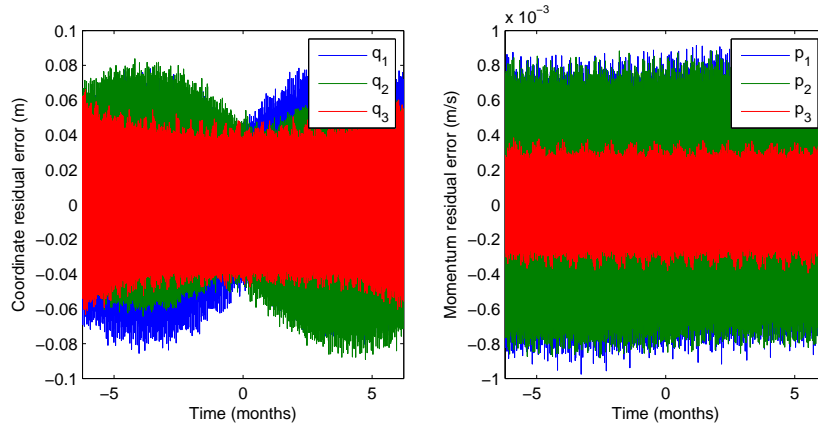 0.1
0.08
0.06
0.04
0.02
0
−0.02
−0.04
−0.06
−0.08
−0.1
−5
0
5
Time (months)
Coordinate residual error (m)
q1
q2
q3
x 10−3
1
0.8
0.6
0.4
0.2
0
−0.2
−0.4
−0.6
−0.8
−1
−5
0
5
Time (months)
Momentum residual error (m/s)
p1
p2
p3